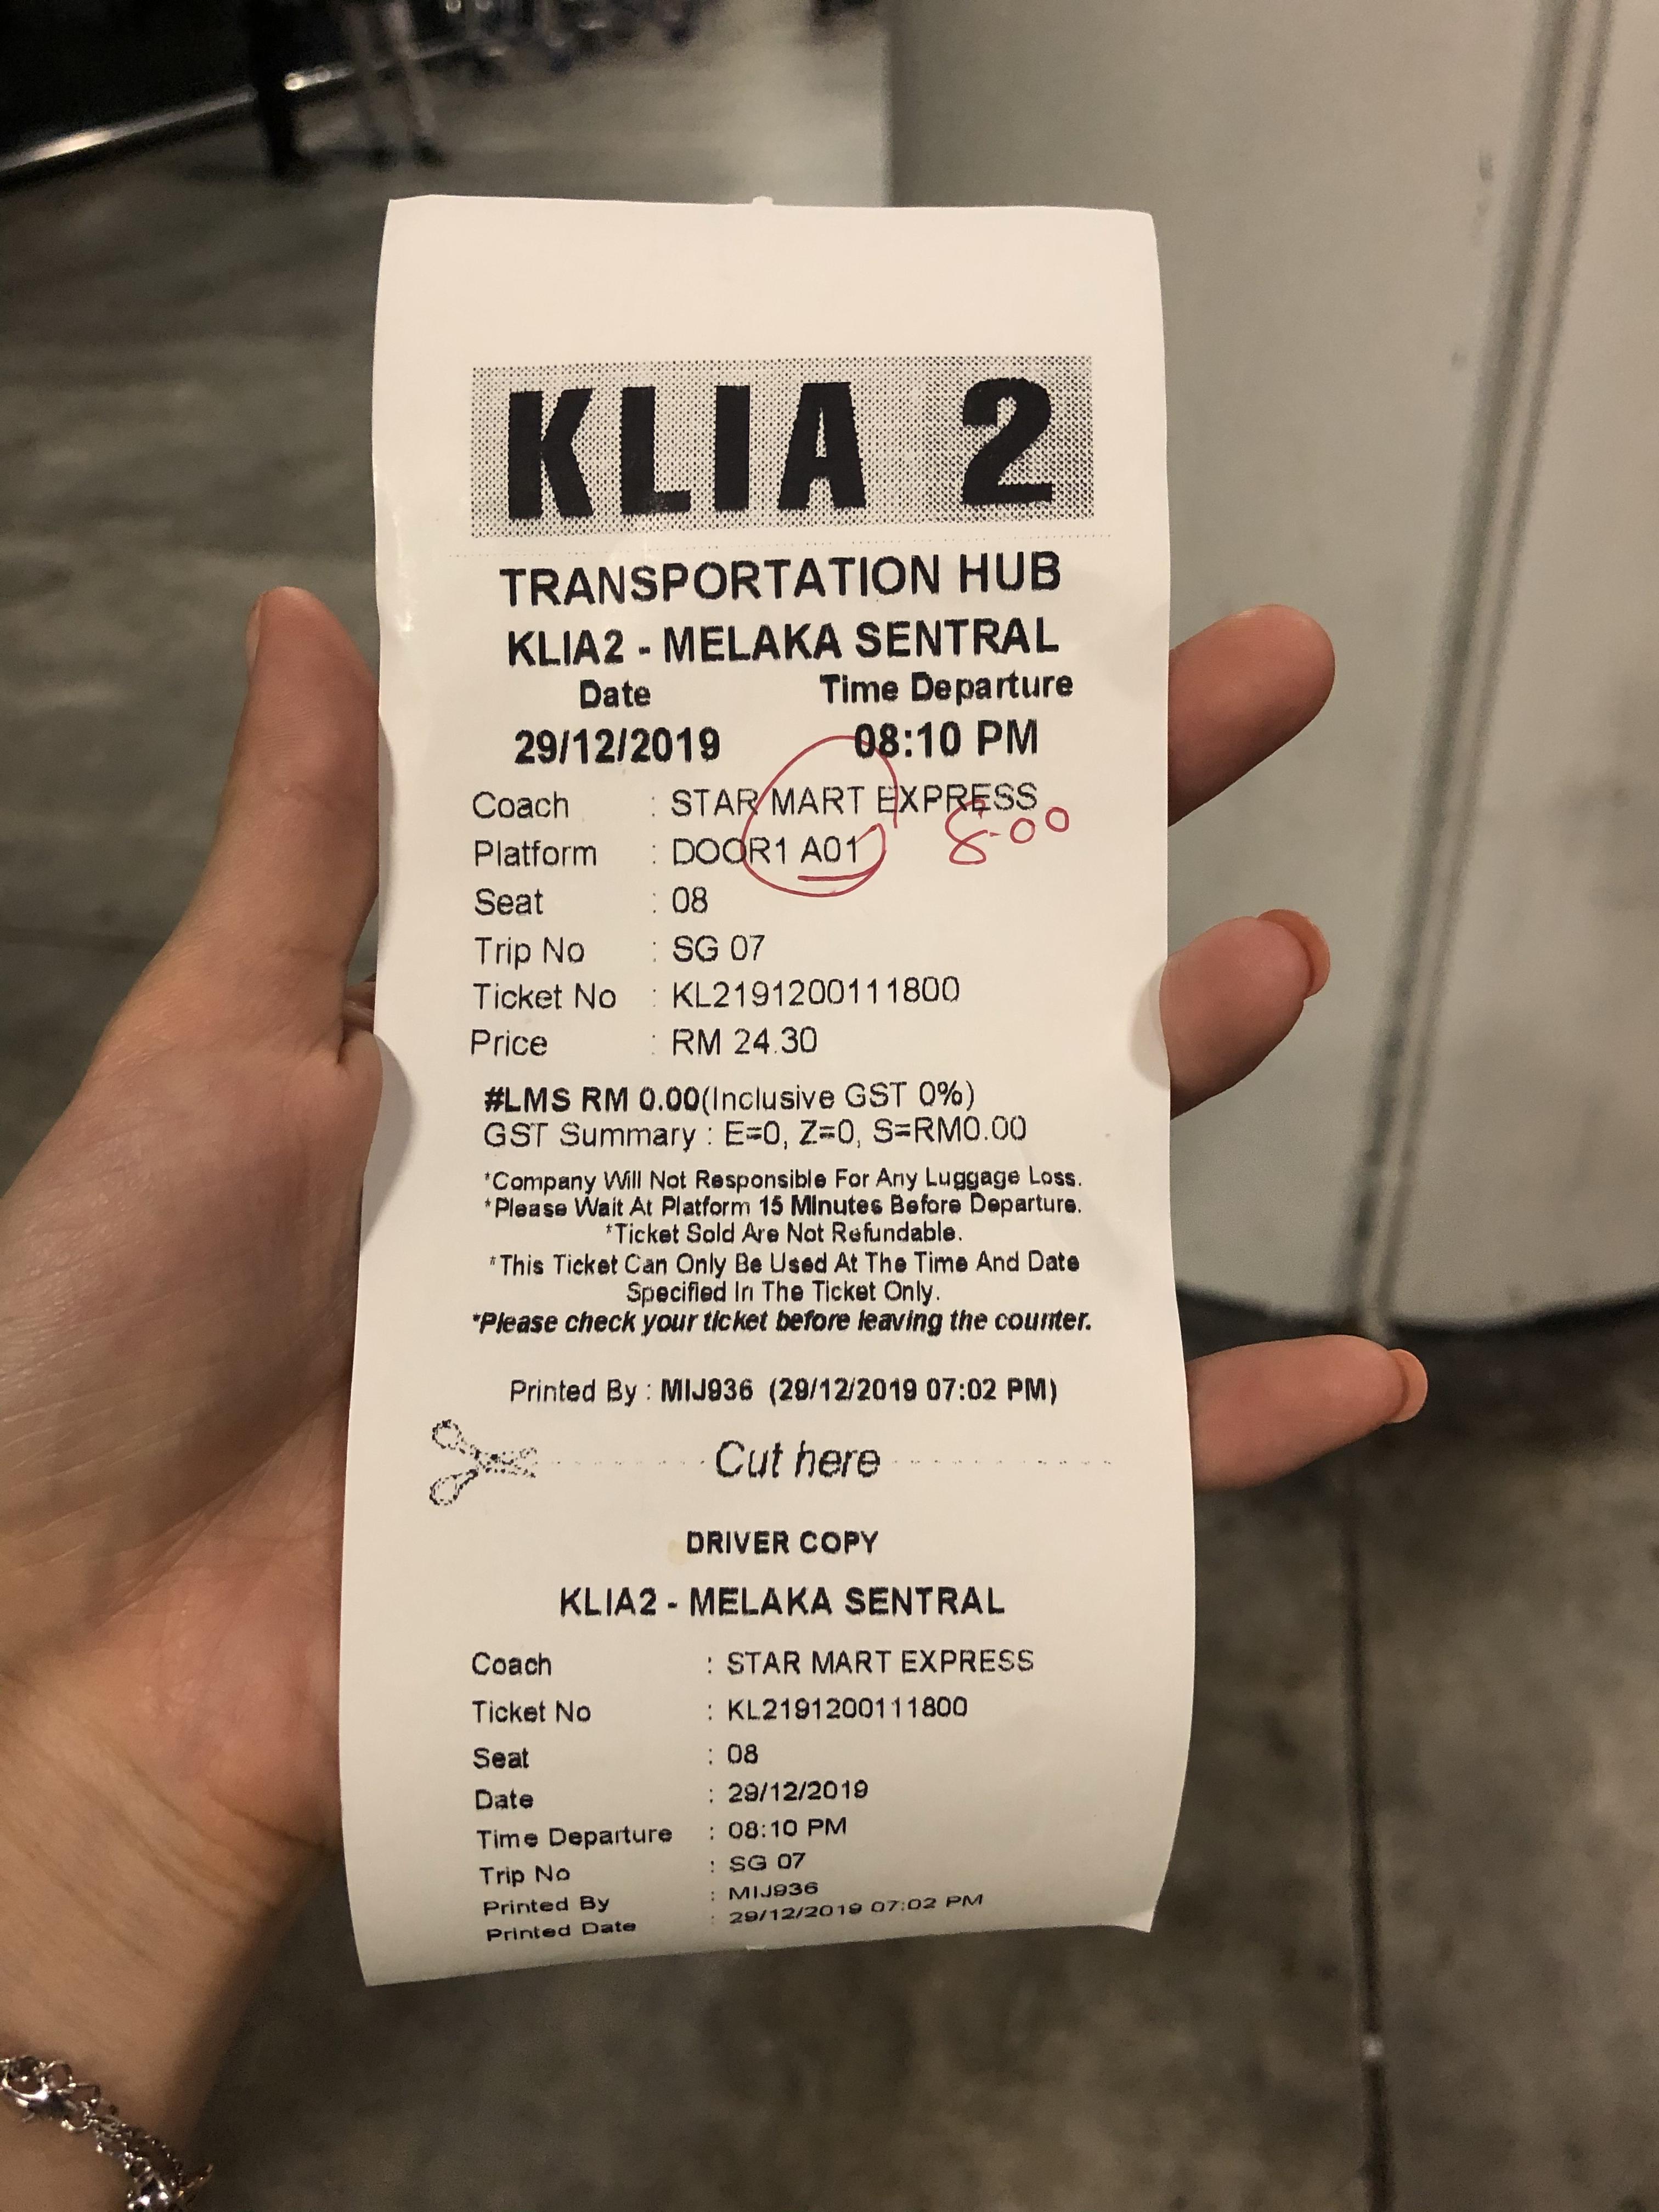 KLIA 2
TRANSPORTATION HUB
KLIA2 - MELAKA SENTRAL
Date Time Departure
29/12/2019 08:10 PM
Coach : STAR MART EXPRESS
8-00
Platform : DOOR1 A01
Seat : 08
Trip No : SG 07
Ticket No : KL2191200111800
Price : RM 24.30
#LMS RM 0.00(Inclusive GST 0%)
GST Summary : E=0, Z=0, S=RM0.00
*Company Will Not Responsible For Any Luggage Loss.
*Please Wait At Platform 15 Minutes Before Departure.
*Ticket Sold Are Not Refundable.
*This Ticket Can Only Be Used At The Time And Date
Specified In The Ticket Only.
*Please check your ticket before leaving the counter.
Printed By : MIJ936 (29/12/2019 07:02 PM)
Cut here
DRIVER COPY
KLIA2 - MELAKA SENTRAL
Coach : STAR MART EXPRESS
Ticket No : KL2191200111800
Seat : 08
Date : 29/12/2019
Time Departure : 08:10 PM
Trip No : SG 07
Printed By : MIJ936
Printed Date : 29/12/2019 07:02 PM